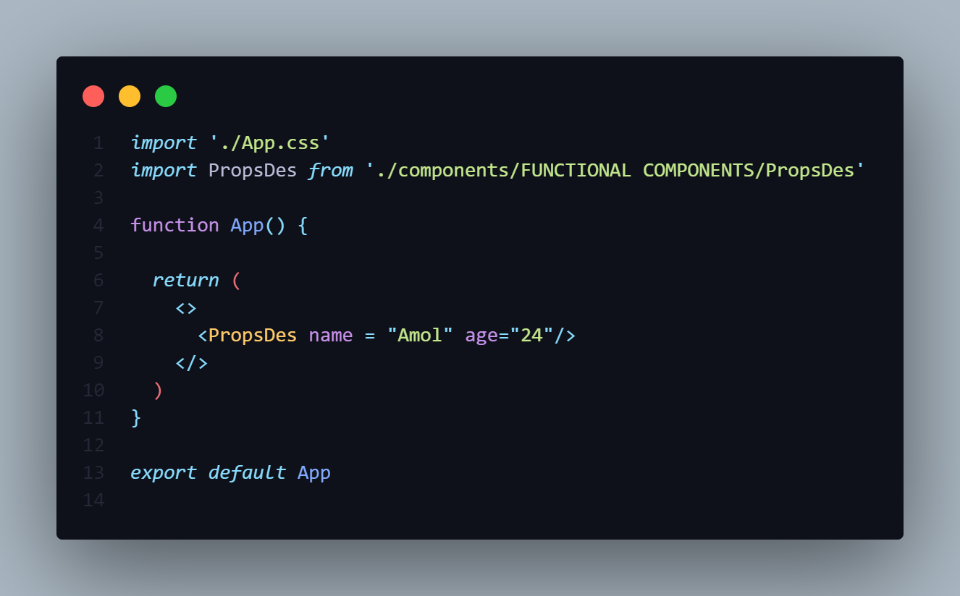 1 import './App.css'
2 import PropsDes from './components/FUNCTIONAL COMPONENTS/PropsDes'
3
4 function App() {
5
6   return (
7     <>
8       <PropsDes name = "Amol" age="24"/>
9     </>
10   )
11 }
12
13 export default App
14